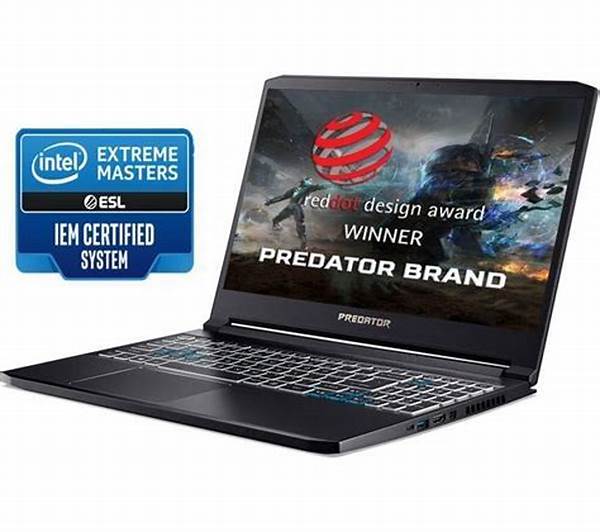 intel
EXTREME
MASTERS
ESL
IEM CERTIFIED
SYSTEM
reddot design award
WINNER
PREDATOR BRAND
PREDATOR